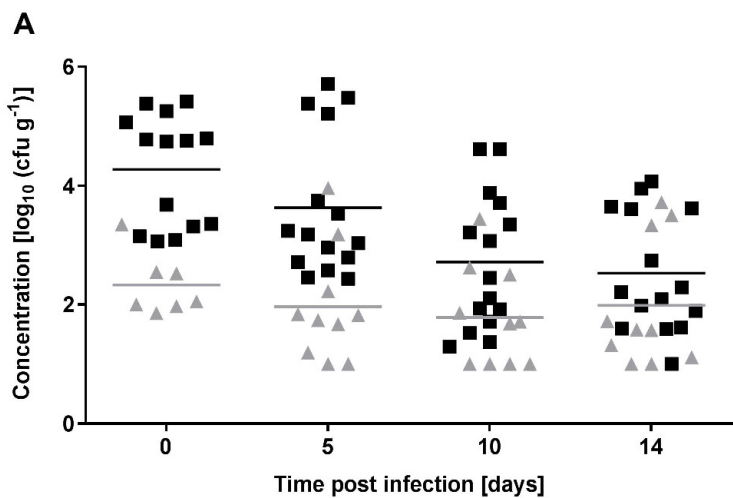 A
Concentration [log10 (cfu g-1)]
6
4
2
0
0 5 10 14
Time post infection [days]